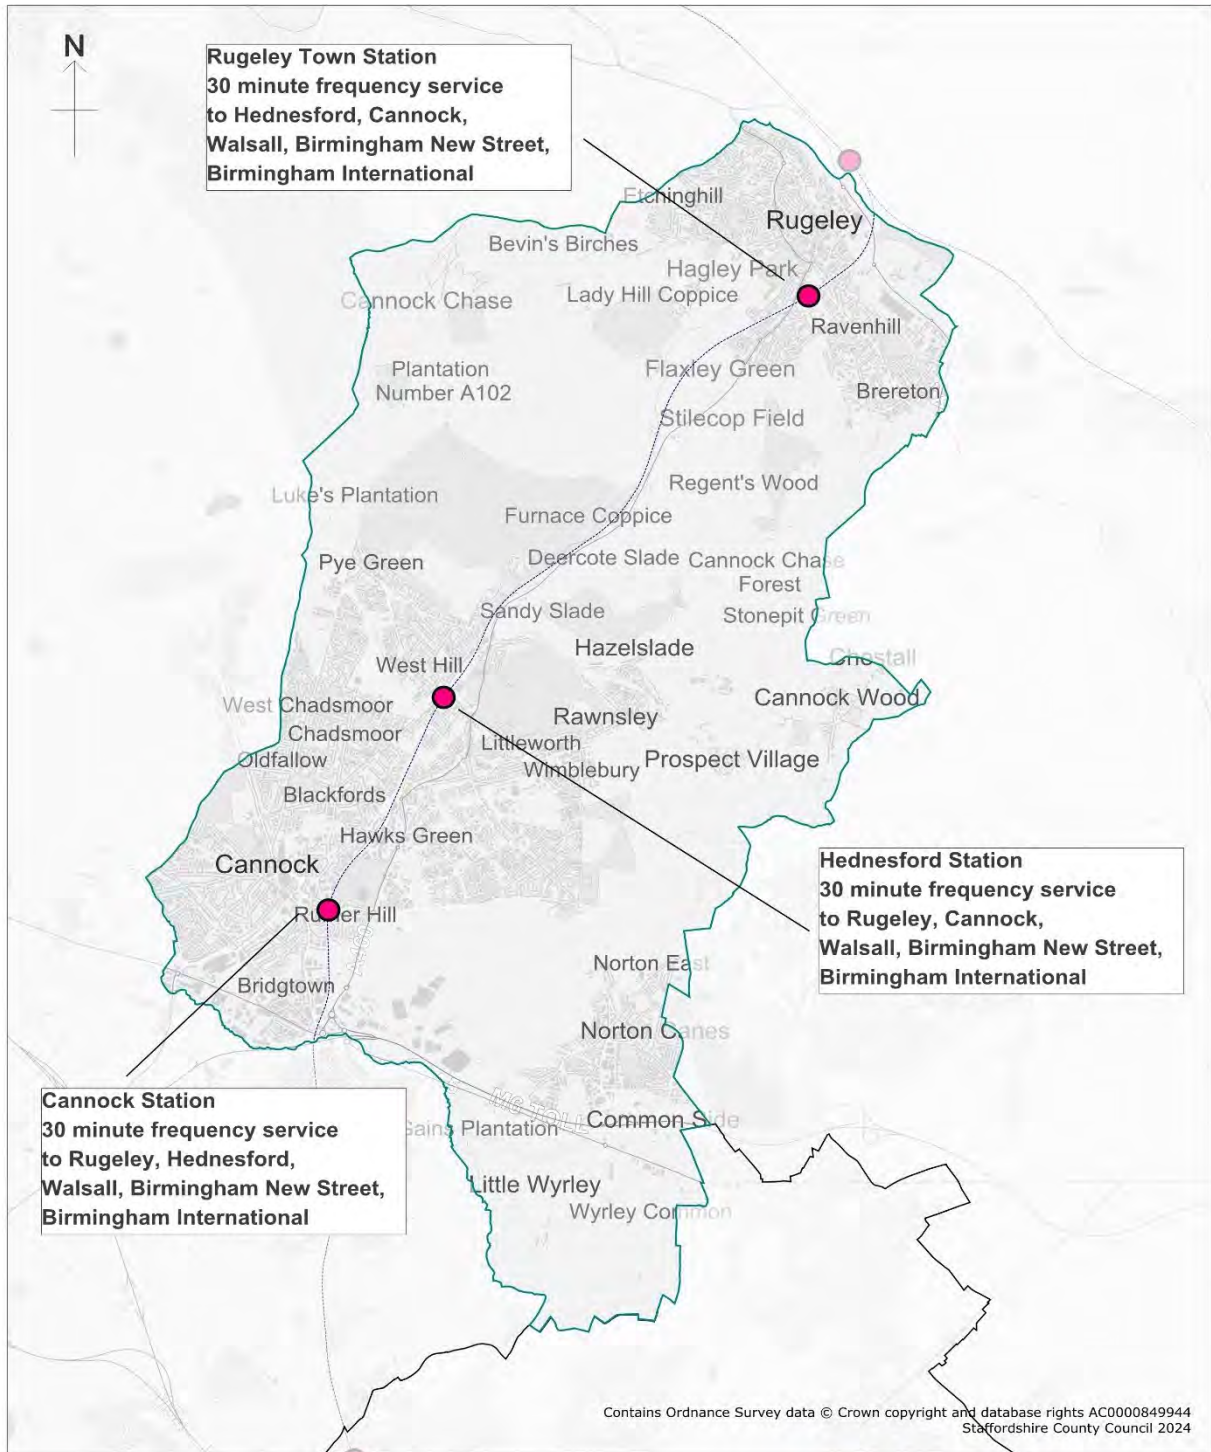 N
Rugeley Town Station
30 minute frequency service
to Hednesford, Cannock,
Walsall, Birmingham New Street,
Birmingham International
Etchinghill
Rugeley
Bevin's Birches
Hagley Park
Cannock Chase
Lady Hill Coppice
Ravenhill
Plantation
Number A102
Flaxley Green
Brereton
Stilecop Field
Regent's Wood
Luke's Plantation
Furnace Coppice
Pye Green
Deercote Slade
Cannock Chase
Forest
Sandy Slade
Stonepit Green
Hazelslade
West Hill
Chestall
Cannock Wood
West Chadsmoor
Rawnsley
Chadsmoor
Littleworth
Oldfallow
Wimblebury
Prospect Village
Blackfords
Hawks Green
Cannock
Hednesford Station
30 minute frequency service
to Rugeley, Cannock,
Walsall, Birmingham New Street,
Birmingham International
Rumer Hill
Norton East
Bridgtown
Norton Canes
M6 TOLL
Common Side
Cannock Station
30 minute frequency service
to Rugeley, Hednesford,
Walsall, Birmingham New Street,
Birmingham International
Gains Plantation
Little Wyrley
Wyrley Common
Contains Ordnance Survey data © Crown copyright and database rights AC0000849944
Staffordshire County Council 2024